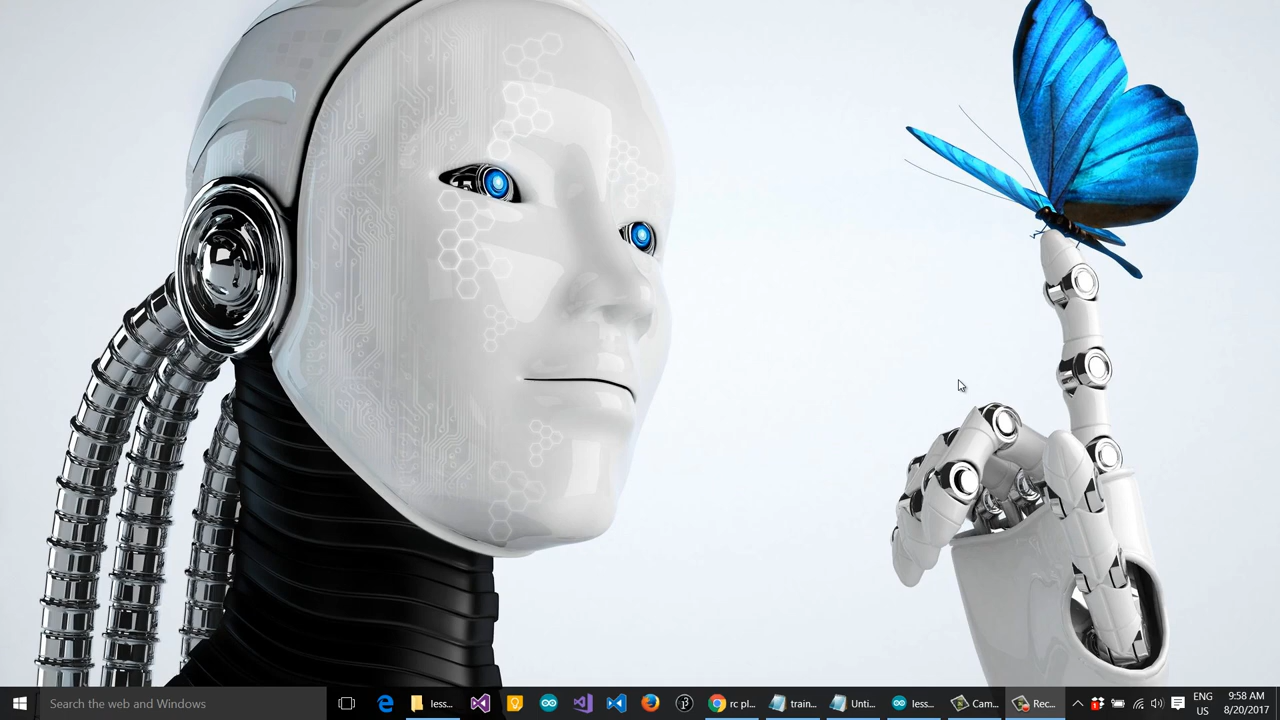 Search the web and Windows
less...
rc pl...
train...
Unti...
less...
Cam...
Rec...
ENG
US
9:58 AM
8/20/2017